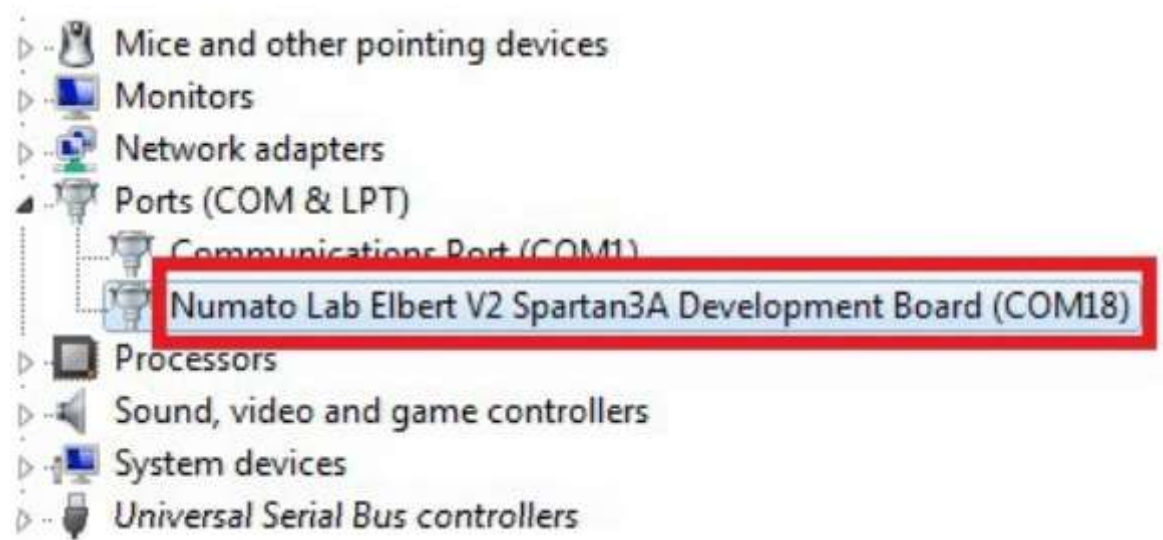 Mice and other pointing devices
Monitors
Network adapters
Ports (COM & LPT)
Communications Port (COM1)
Numato Lab Elbert V2 Spartan3A Development Board (COM18)
Processors
Sound, video and game controllers
System devices
Universal Serial Bus controllers